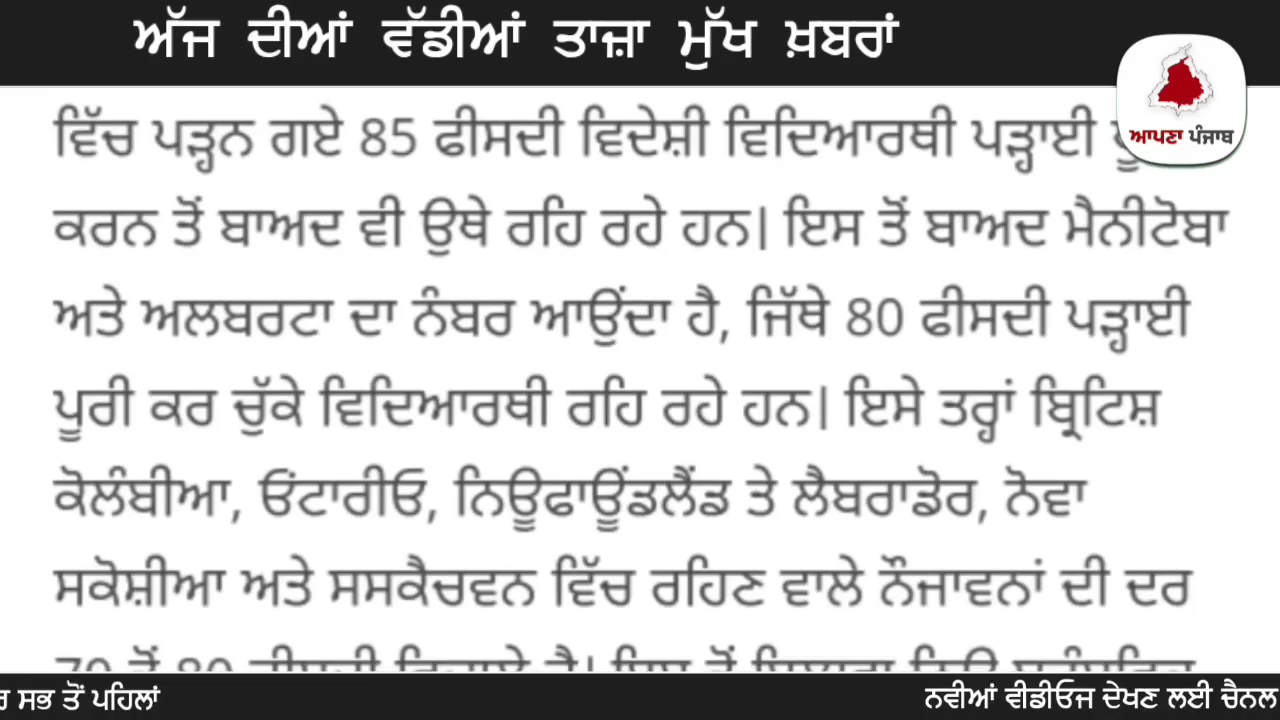 ਅੱਜ ਦੀਆਂ ਵੱਡੀਆਂ ਤਾਜ਼ਾ ਮੁੱਖ ਖ਼ਬਰਾਂ
ਆਪਣਾ ਪੰਜਾਬ
ਵਿੱਚ ਪੜ੍ਹਨ ਗਏ 85 ਫੀਸਦੀ ਵਿਦੇਸ਼ੀ ਵਿਦਿਆਰਥੀ ਪੜ੍ਹਾਈ
ਕਰਨ ਤੋਂ ਬਾਅਦ ਵੀ ਉਥੇ ਰਹਿ ਰਹੇ ਹਨ| ਇਸ ਤੋਂ ਬਾਅਦ ਮੈਨੀਟੋਬਾ
ਅਤੇ ਅਲਬਰਟਾ ਦਾ ਨੰਬਰ ਆਉਂਦਾ ਹੈ, ਜਿੱਥੇ 80 ਫੀਸਦੀ ਪੜ੍ਹਾਈ
ਪੂਰੀ ਕਰ ਚੁੱਕੇ ਵਿਦਿਆਰਥੀ ਰਹਿ ਰਹੇ ਹਨ| ਇਸੇ ਤਰ੍ਹਾਂ ਬ੍ਰਿਟਿਸ਼
ਕੋਲੰਬੀਆ, ਓਂਟਾਰੀਓ, ਨਿਊਫਾਊਂਡਲੈਂਡ ਤੇ ਲੈਬਰਾਡੋਰ, ਨੋਵਾ
ਸਕੋਸ਼ੀਆ ਅਤੇ ਸਸਕੈਚਵਨ ਵਿੱਚ ਰਹਿਣ ਵਾਲੇ ਨੌਜਾਵਨਾਂ ਦੀ ਦਰ
ਸਭ ਤੋਂ ਪਹਿਲਾਂ
ਨਵੀਆਂ ਵੀਡੀਓਜ ਦੇਖਣ ਲਈ ਚੈਨਲ